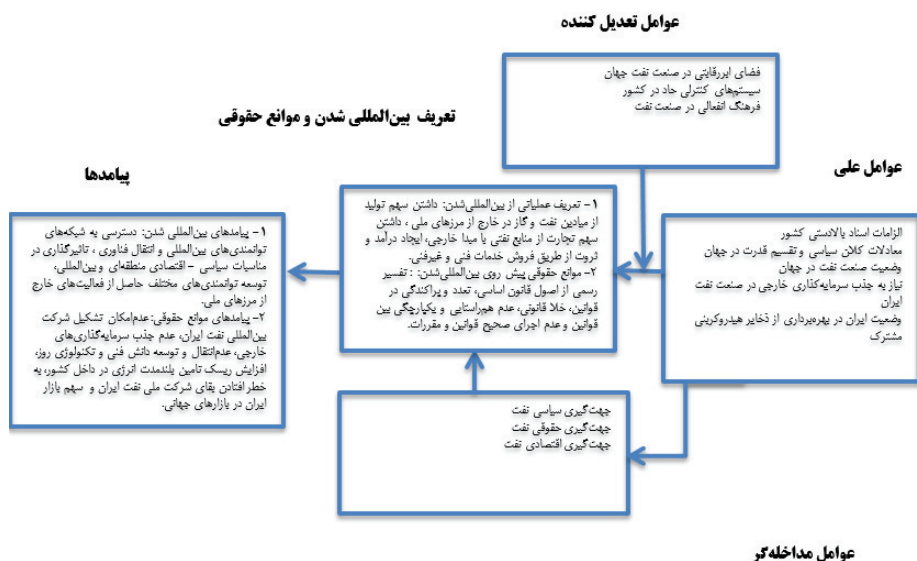 عوامل تعدیل کننده
فضای ابررقابتی در صنعت نفت جهان
سیستم‌های کنترلی حاد در کشور
فرهنگ انفعالی در صنعت نفت
تعریف بین‌المللی شدن و موانع حقوقی
عوامل علی
الزامات اسناد بالادستی کشور
معادلات کلان سیاسی و تقسیم قدرت در جهان
وضعیت صنعت نفت در جهان
نیاز به جذب سرمایه‌گذاری خارجی در صنعت نفت
ایران
وضعیت ایران در بهره‌برداری از ذخایر هیدروکربنی
مشترک
۱- تعریف عملیاتی از بین‌المللی‌شدن: داشتن سهم تولید
از میادین نفت و گاز در خارج از مرزهای ملی ، داشتن
سهم تجارت از منابع نفتی با مبدا خارجی، ایجاد درآمد و
ثروت از طریق فروش خدمات فنی و غیرفنی.
۲- موانع حقوقی پیش روی بین‌المللی‌شدن: : تفسیر
رسمی از اصول قانون اساسی، تعدد و پراکندگی در
قوانین، خلا قانونی، عدم هم‌راستایی و یکپارچگی بین
قوانین و عدم اجرای صحیح قوانین و مقررات.
پیامدها
۱- پیامدهای بین‌المللی شدن: دسترسی به شبکه‌های
توانمندی‌های بین‌المللی و انتقال فناوری ، تاثیرگذاری در
مناسبات سیاسی - اقتصادی منطقه‌ای و بین‌المللی،
توسعه توانمندی‌های مختلف حاصل از فعالیت‌های خارج
از مرزهای ملی.
۲- پیامدهای موانع حقوقی:عدم‌امکان تشکیل شرکت
بین‌المللی نفت ایران، عدم جذب سرمایه‌گذاری‌های
خارجی، عدم‌انتقال و توسعه دانش فنی و تکنولوژی روز،
افزایش ریسک تامین بلندمدت انرژی در داخل کشور، به
خطر افتادن بقای شرکت ملی نفت ایران و سهم بازار
ایران در بازارهای جهانی.
جهت‌گیری سیاسی نفت
جهت‌گیری حقوقی نفت
جهت‌گیری اقتصادی نفت
عوامل مداخله‌گر